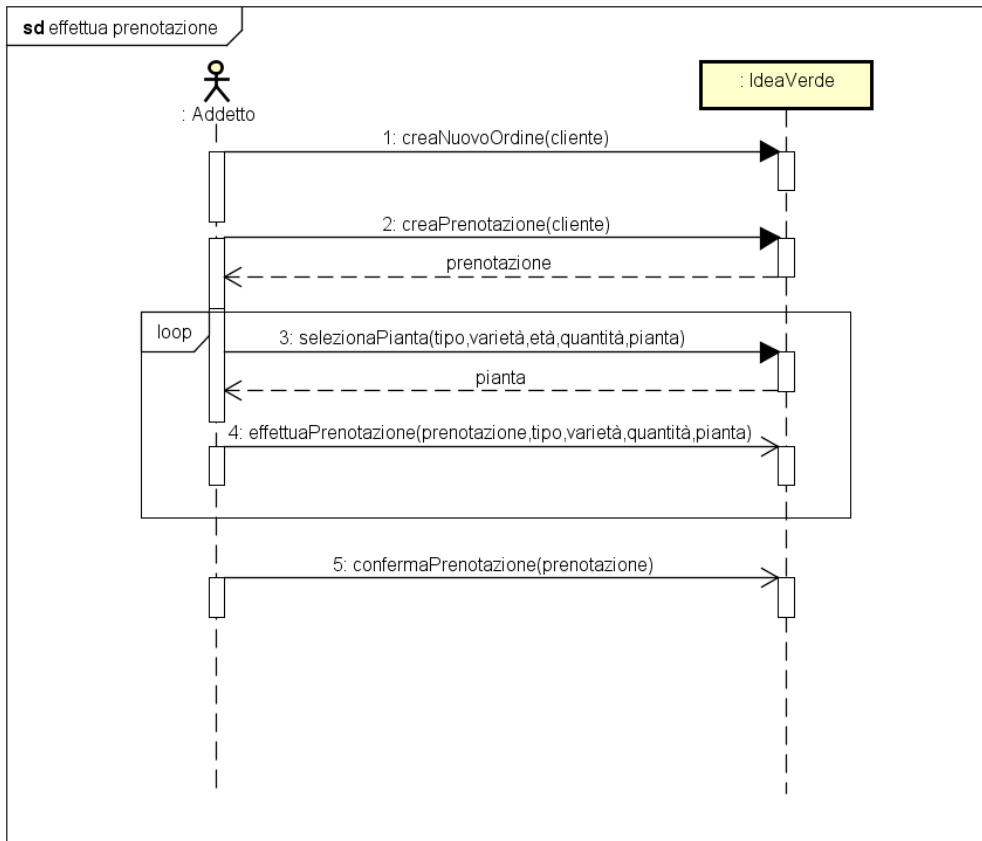 sd effettua prenotazione
: Addetto
: IdeaVerde
1: creaNuovoOrdine(cliente)
2: creaPrenotazione(cliente)
prenotazione
loop
3: selezionaPianta(tipo,varietà,età,quantità,pianta)
pianta
4: effettuaPrenotazione(prenotazione,tipo,varietà,quantità,pianta)
5: confermaPrenotazione(prenotazione)